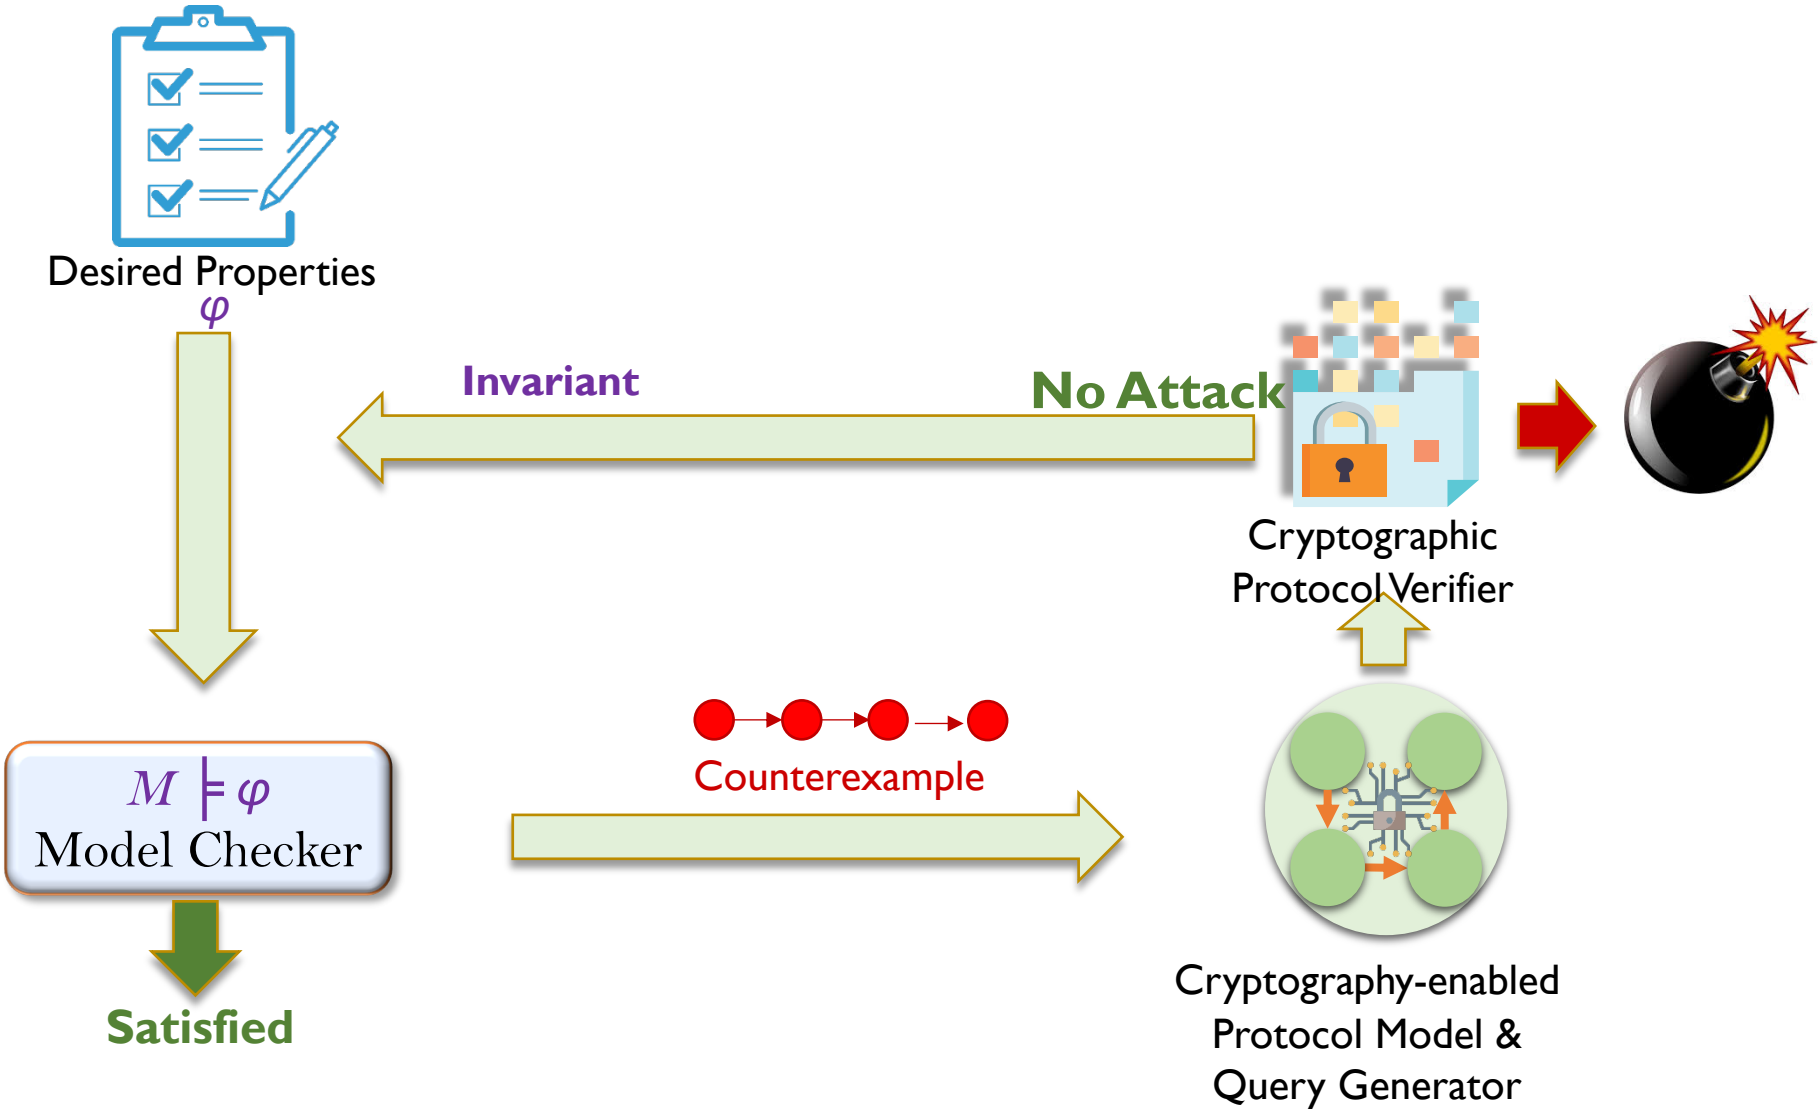 Desired Properties
φ
Invariant
No Attack
Cryptographic
Protocol Verifier
M ⊨ φ
Model Checker
Counterexample
Satisfied
Cryptography-enabled
Protocol Model &
Query Generator